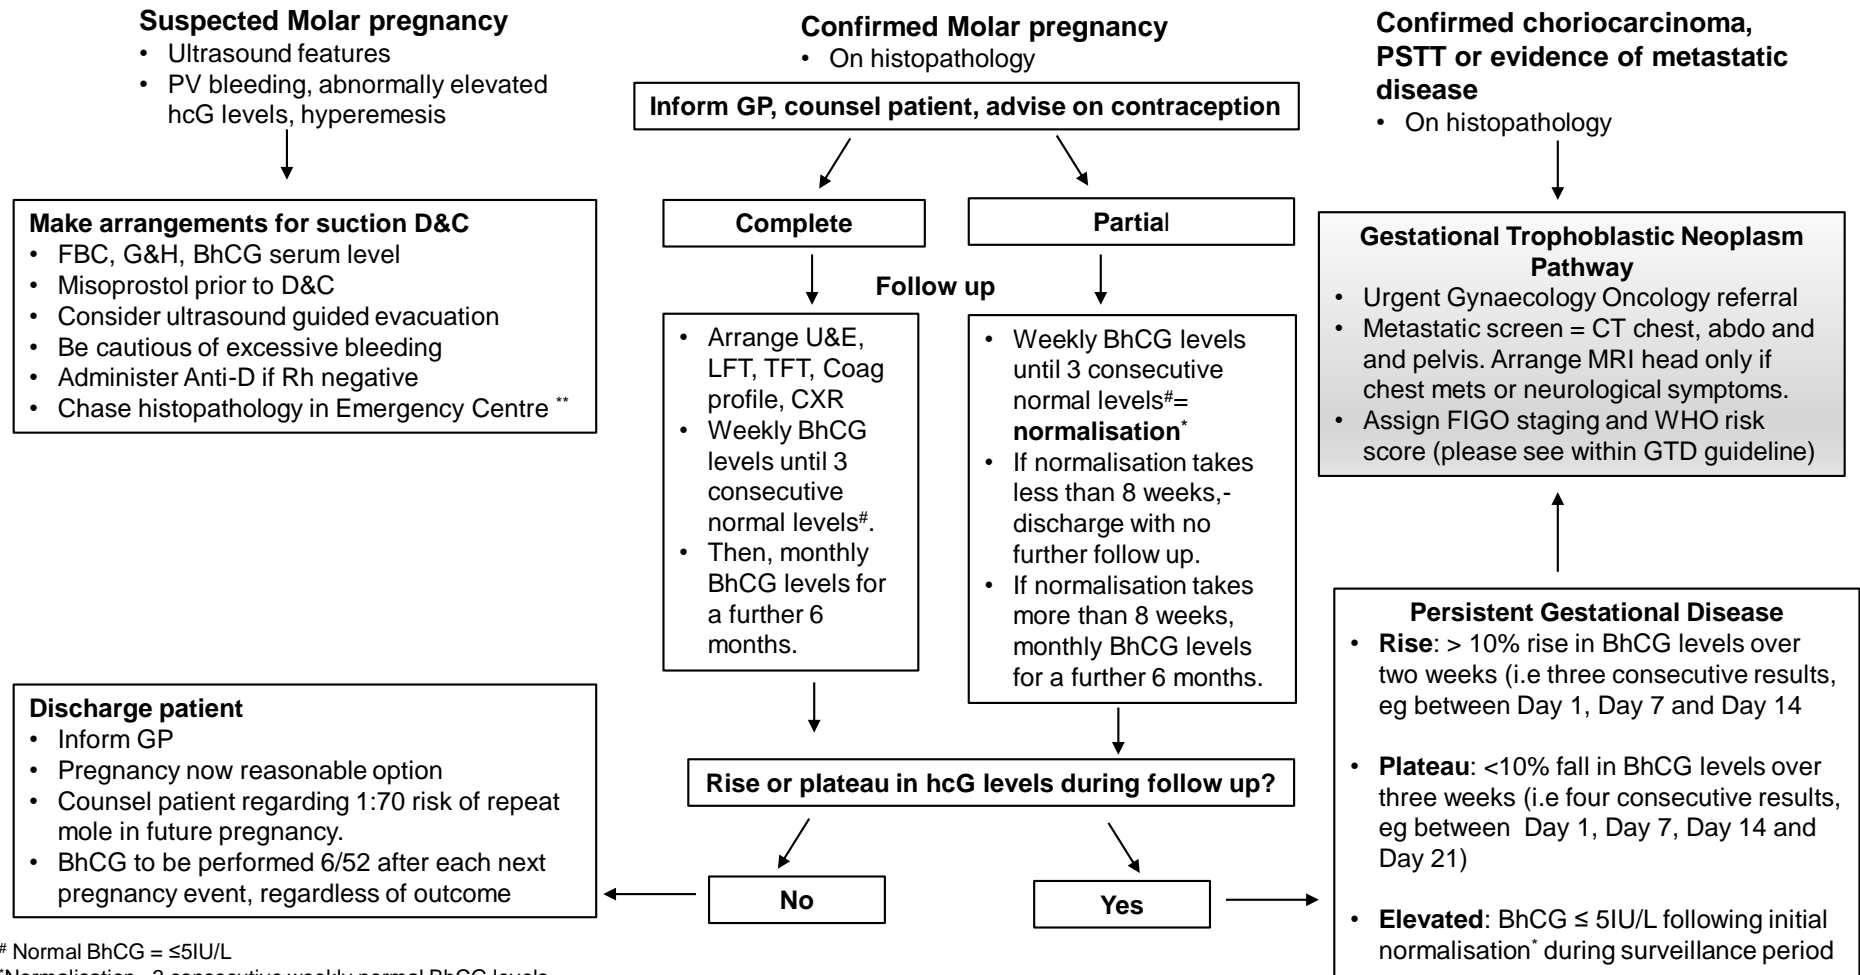 Suspected Molar pregnancy
• Ultrasound features
• PV bleeding, abnormally elevated
hcG levels, hyperemesis
Make arrangements for suction D&C
• FBC, G&H, BhCG serum level
• Misoprostol prior to D&C
• Consider ultrasound guided evacuation
• Be cautious of excessive bleeding
• Administer Anti-D if Rh negative
• Chase histopathology in Emergency Centre **
Confirmed Molar pregnancy
• On histopathology
Inform GP, counsel patient, advise on contraception
Complete
Partial
Follow up
• Arrange U&E,
LFT, TFT, Coag
profile, CXR
• Weekly BhCG
levels until 3
consecutive
normal levels#.
• Then, monthly
BhCG levels for
a further 6
months.
• Weekly BhCG levels
until 3 consecutive
normal levels#=
normalisation*
• If normalisation takes
less than 8 weeks,-
discharge with no
further follow up.
• If normalisation takes
more than 8 weeks,
monthly BhCG levels
for a further 6 months.
Rise or plateau in hcG levels during follow up?
No
Yes
Discharge patient
• Inform GP
• Pregnancy now reasonable option
• Counsel patient regarding 1:70 risk of repeat
mole in future pregnancy.
• BhCG to be performed 6/52 after each next
pregnancy event, regardless of outcome
Confirmed choriocarcinoma,
PSTT or evidence of metastatic
disease
• On histopathology
Gestational Trophoblastic Neoplasm
Pathway
• Urgent Gynaecology Oncology referral
• Metastatic screen = CT chest, abdo and
and pelvis. Arrange MRI head only if
chest mets or neurological symptoms.
• Assign FIGO staging and WHO risk
score (please see within GTD guideline)
Persistent Gestational Disease
• Rise: > 10% rise in BhCG levels over
two weeks (i.e three consecutive results,
eg between Day 1, Day 7 and Day 14
• Plateau: <10% fall in BhCG levels over
three weeks (i.e four consecutive results,
eg between Day 1, Day 7, Day 14 and
Day 21)
• Elevated: BhCG ≤ 5IU/L following initial
normalisation* during surveillance period
# Normal BhCG = ≤5IU/L
*Normalisation 3 consecutive weekly normal BhCG levels